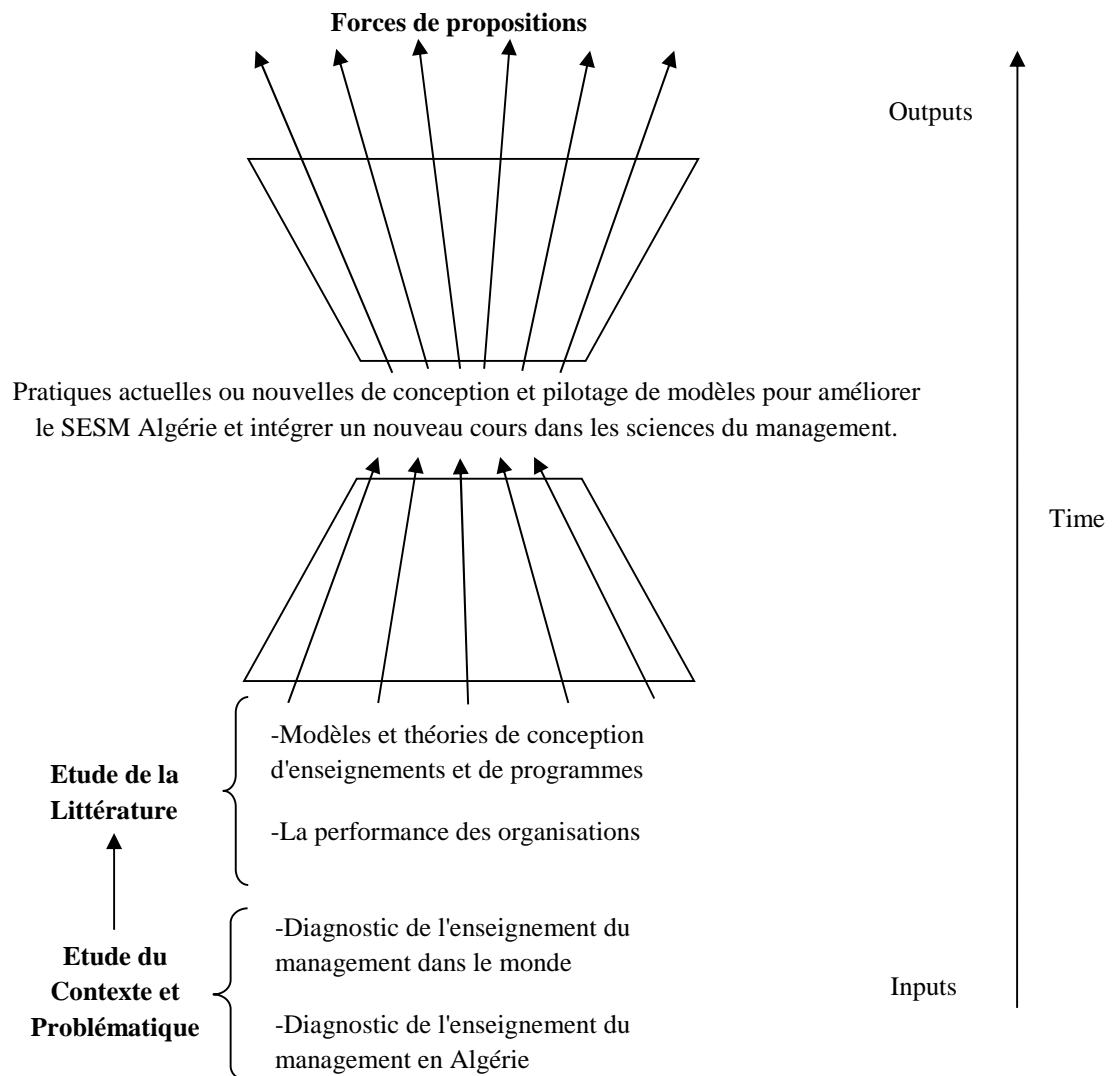 Forces de propositions
Outputs
Pratiques actuelles ou nouvelles de conception et pilotage de modèles pour améliorer
le SESM Algérie et intégrer un nouveau cours dans les sciences du management.
Time
-Modèles et théories de conception
d'enseignements et de programmes
Etude de la
Littérature
-La performance des organisations
-Diagnostic de l'enseignement du
management dans le monde
Etude du
Contexte et
Problématique
Inputs
-Diagnostic de l'enseignement du
management en Algérie